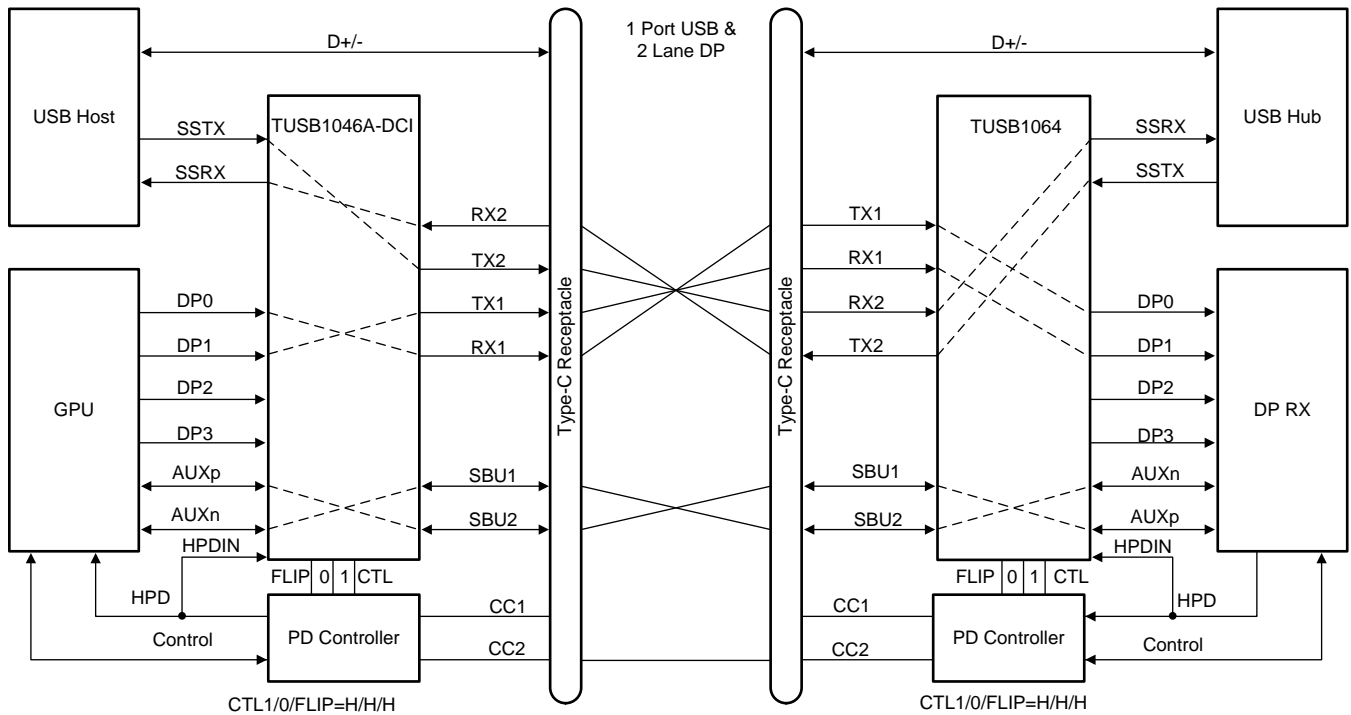 1 Port USB &
2 Lane DP
D+/-
D+/-
USB Host
TUSB1046A-DCI
TUSB1064
USB Hub
SSTX
SSRX
SSRX
SSTX
RX2
TX2
TX1
RX1
TX1
RX1
RX2
TX2
Type-C Receptacle
Type-C Receptacle
GPU
DP0
DP1
DP2
DP3
AUXp
AUXn
HPDIN
SBU1
SBU2
SBU1
SBU2
DP0
DP1
DP2
DP3
AUXn
AUXp
HPDIN
DP RX
FLIP 0 1 CTL
FLIP 0 1 CTL
HPD
Control
PD Controller
CC1
CC2
CC1
CC2
PD Controller
HPD
Control
CTL1/0/FLIP=H/H/H
CTL1/0/FLIP=H/H/H